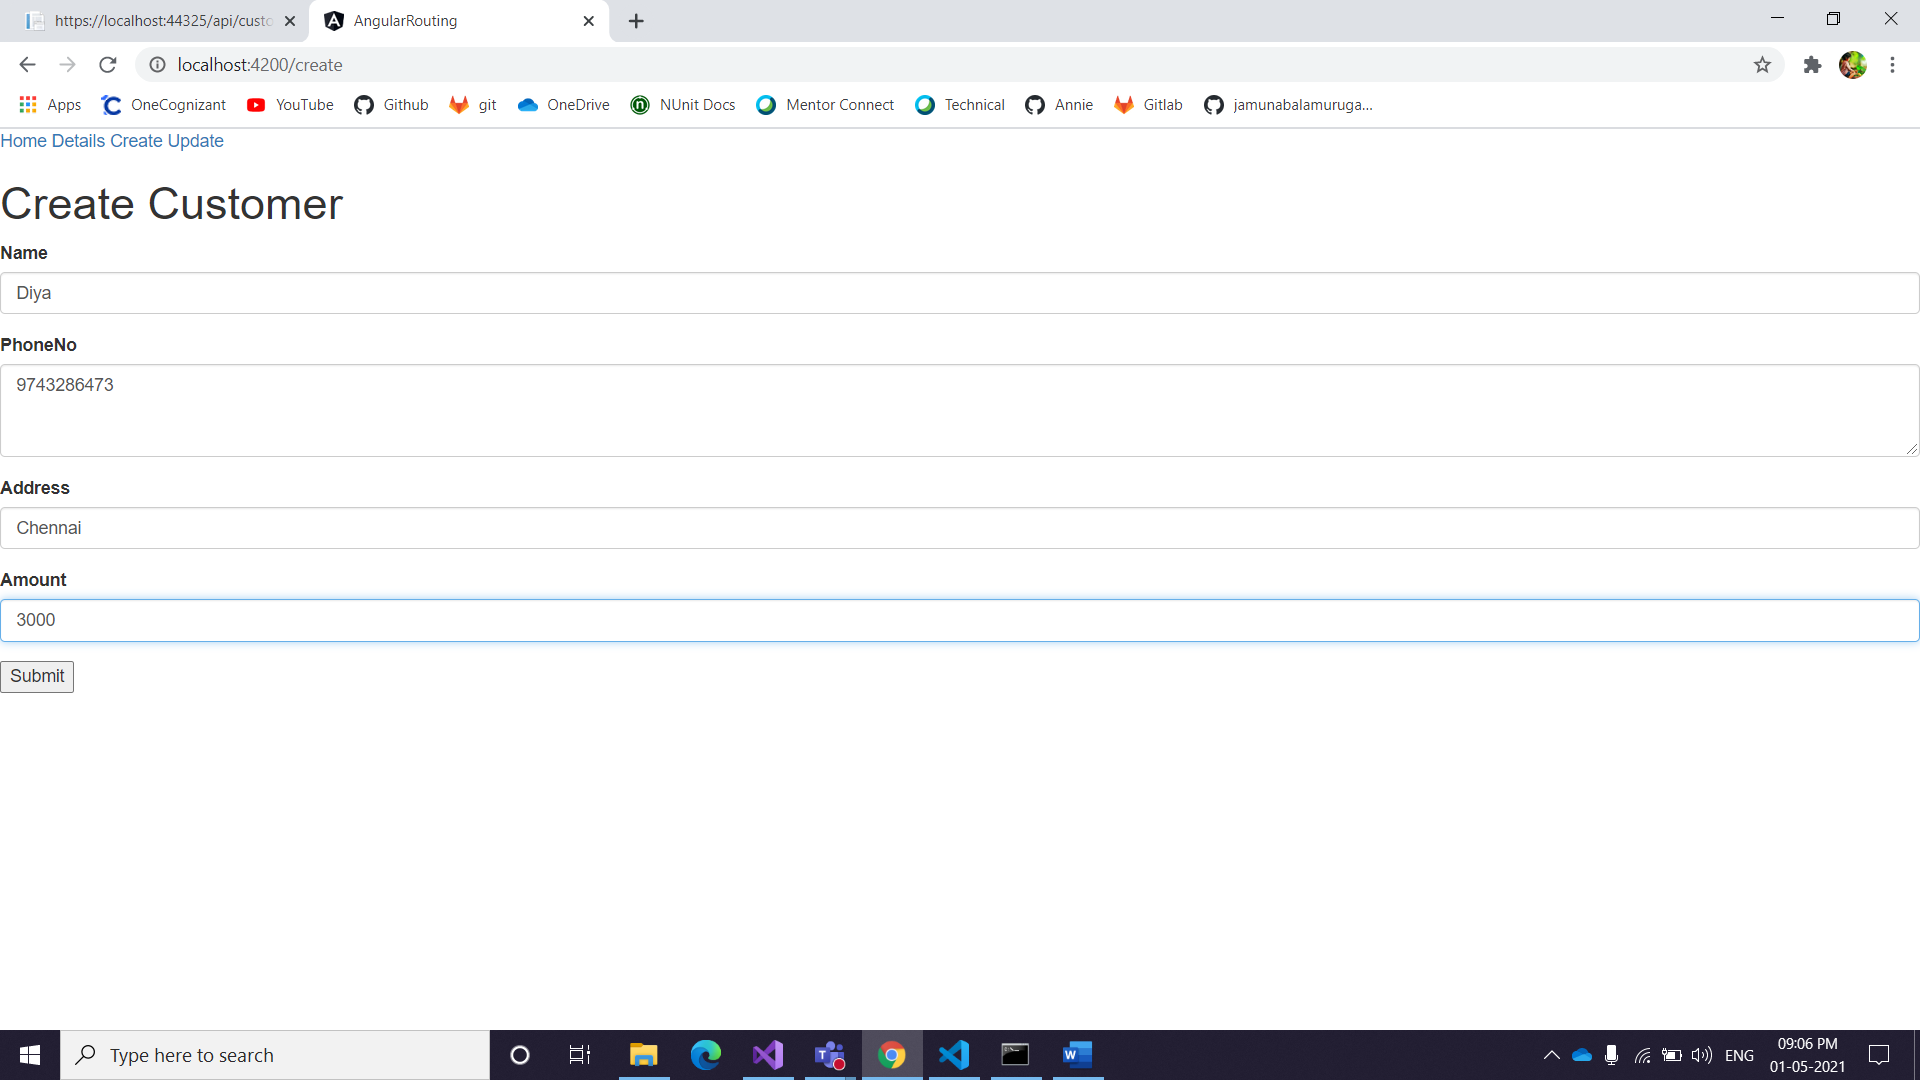 https://localhost:44325/api/custo
AngularRouting
localhost:4200/create
Apps OneCognizant YouTube Github git OneDrive NUnit Docs Mentor Connect Technical Annie Gitlab jamunabalamuruga...
Home Details Create Update
Create Customer
Name
Diya
PhoneNo
9743286473
Address
Chennai
Amount
3000
Submit
Type here to search
ENG
09:06 PM
01-05-2021